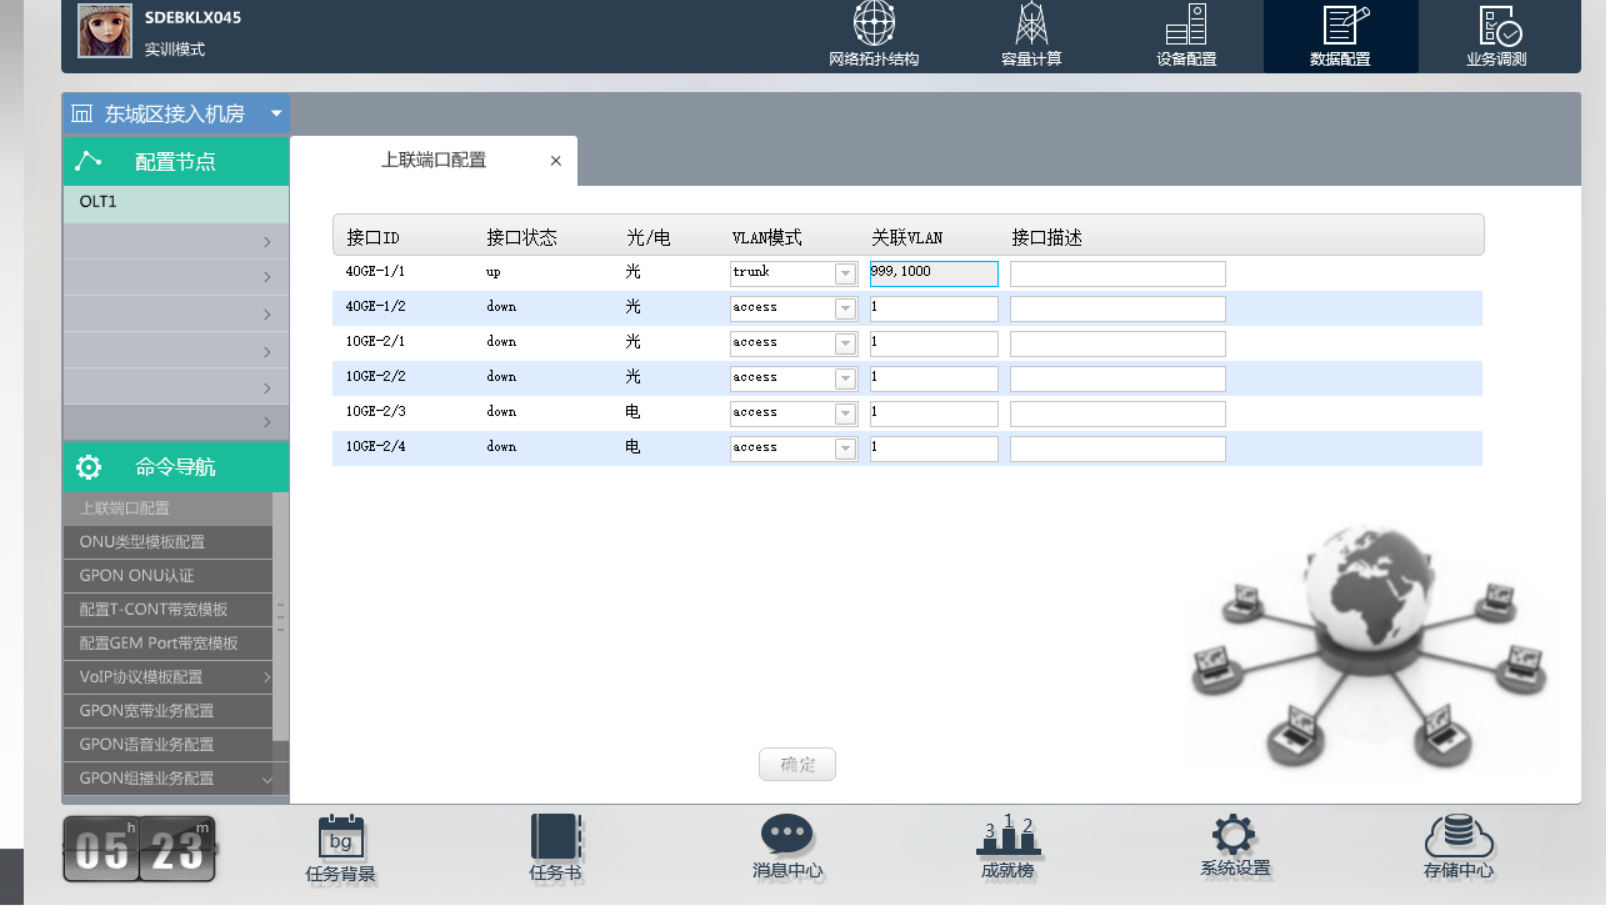 SDEBKLX045
实训模式
网络拓扑结构
容量计算
设备配置
数据配置
业务调测
东城区接入机房
配置节点
OLT1
上联端口配置 ×
接口ID 接口状态 光/电 VLAN模式 关联VLAN 接口描述
40GE-1/1 up 光 trunk 999,1000
40GE-1/2 down 光 access 1
10GE-2/1 down 光 access 1
10GE-2/2 down 光 access 1
10GE-2/3 down 电 access 1
10GE-2/4 down 电 access 1
命令导航
上联端口配置
ONU类型模板配置
GPON ONU认证
配置T-CONT带宽模板
配置GEM Port带宽模板
VoIP协议模板配置
GPON宽带业务配置
GPON语音业务配置
GPON组播业务配置
确定
05 h 23 m
bg
任务背景
任务书
消息中心
3 1 2
成就榜
系统设置
存储中心